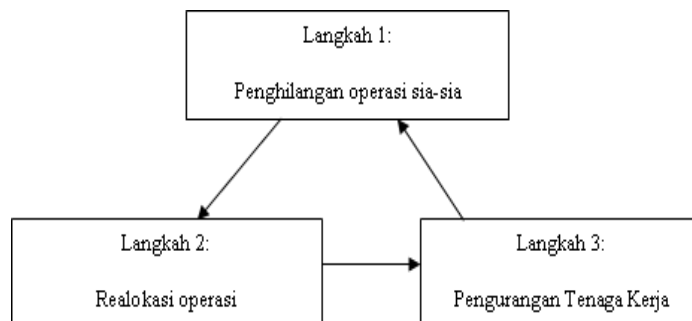 Langkah 1:
Penghilangan operasi sia-sia
Langkah 2:
Realokasi operasi
Langkah 3:
Pengurangan Tenaga Kerja